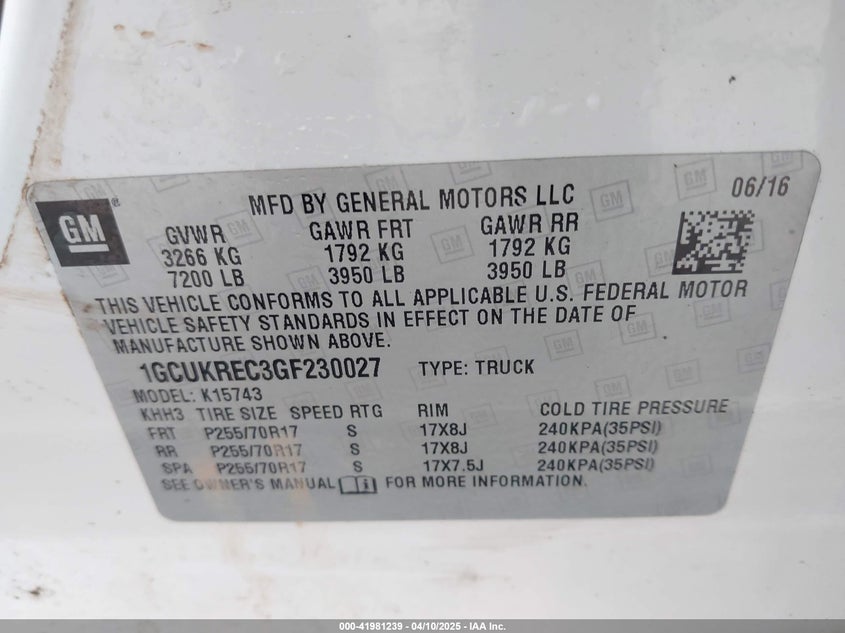 GM ®
MFD BY GENERAL MOTORS LLC
06/16
GVWR GAWR FRT GAWR RR
3266 KG 1792 KG 1792 KG
7200 LB 3950 LB 3950 LB
THIS VEHICLE CONFORMS TO ALL APPLICABLE U.S. FEDERAL MOTOR
VEHICLE SAFETY STANDARDS IN EFFECT ON THE DATE OF
MANUFACTURE SHOWN ABOVE.
1GCUKREC3GF230027 TYPE: TRUCK
MODEL: K15743
KHH3 TIRE SIZE SPEED RTG RIM COLD TIRE PRESSURE
FRT P255/70R17 S 17X8J 240KPA(35PSI)
RR P255/70R17 S 17X8J 240KPA(35PSI)
SPA P255/70R17 S 17X7.5J 240KPA(35PSI)
SEE OWNER'S MANUAL FOR MORE INFORMATION.
000-41981239 - 04/10/2025 - IAA Inc.